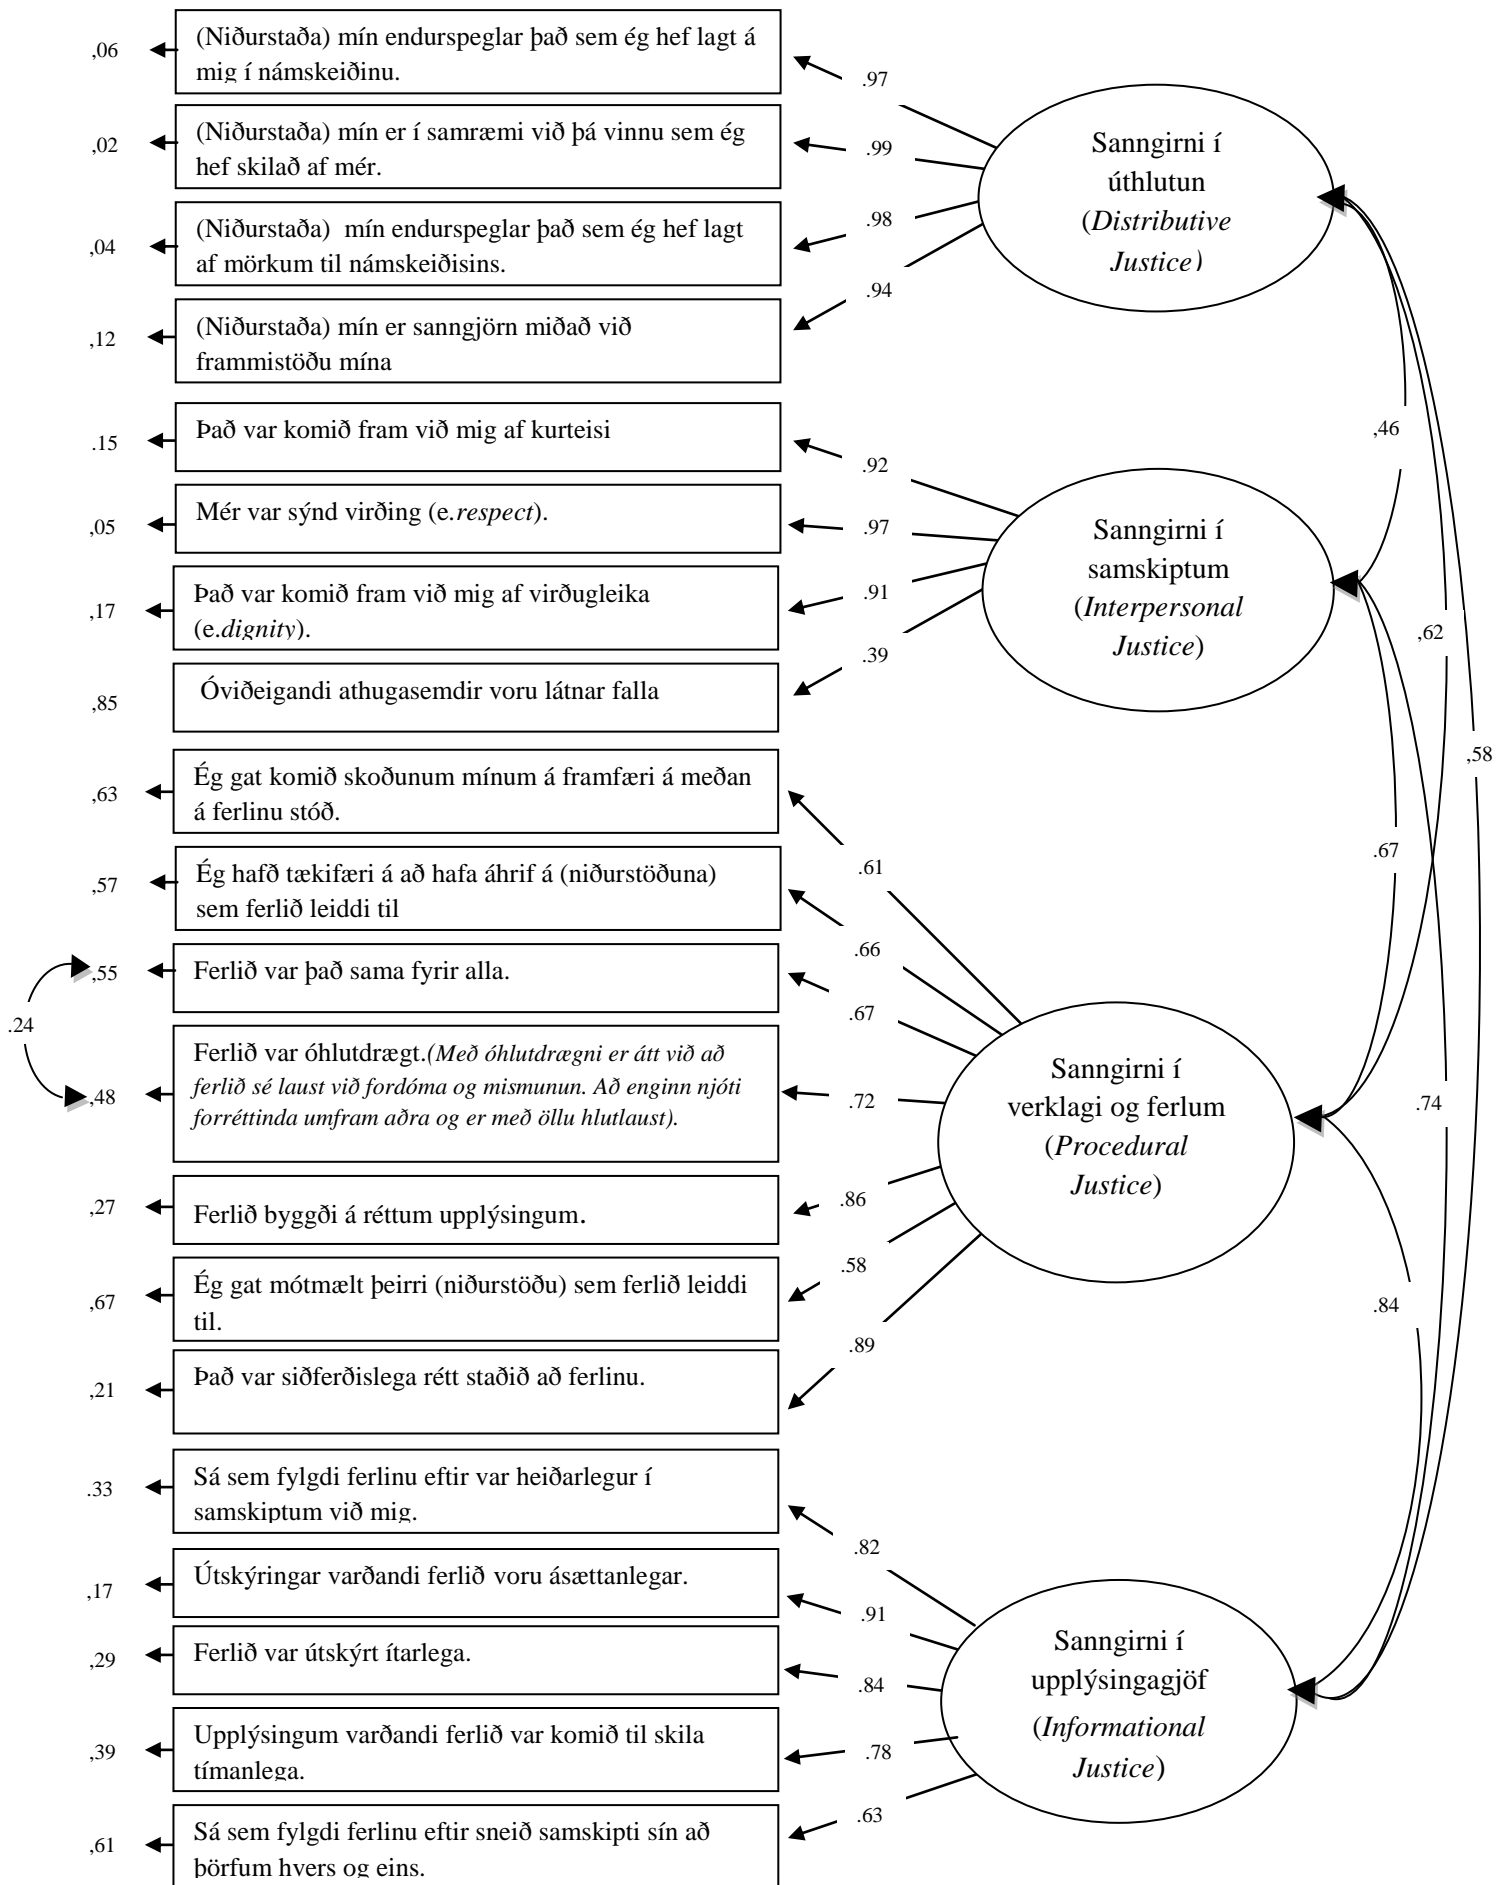 ,06
(Niðurstaða) mín endurspeglar það sem ég hef lagt á
mig í námskeiðinu.
.97
,02
(Niðurstaða) mín er í samræmi við þá vinnu sem ég
hef skilað af mér.
.99
,04
(Niðurstaða) mín endurspeglar það sem ég hef lagt
af mörkum til námskeiðisins.
.98
,12
(Niðurstaða) mín er sanngjörn miðað við
frammistöðu mína
.94
Sanngirni í
úthlutun
(Distributive
Justice)
.15
Það var komið fram við mig af kurteisi
.92
,05
Mér var sýnd virðing (e.respect).
.97
,17
Það var komið fram við mig af virðugleika
(e.dignity).
.91
,85
Óviðeigandi athugasemdir voru látnar falla
.39
Sanngirni í
samskiptum
(Interpersonal
Justice)
,46
,62
,58
,63
Ég gat komið skoðunum mínum á framfæri á meðan
á ferlinu stóð.
.61
,57
Ég hafð tækifæri á að hafa áhrif á (niðurstöðuna)
sem ferlið leiddi til
.66
,55
Ferlið var það sama fyrir alla.
.67
.24
,48
Ferlið var óhlutdrægt.(Með óhlutdrægni er átt við að
ferlið sé laust við fordóma og mismunun. Að enginn njóti
forréttinda umfram aðra og er með öllu hlutlaust).
.72
,27
Ferlið byggði á réttum upplýsingum.
.86
,67
Ég gat mótmælt þeirri (niðurstöðu) sem ferlið leiddi
til.
.58
,21
Það var siðferðislega rétt staðið að ferlinu.
.89
Sanngirni í
verklagi og ferlum
(Procedural
Justice)
.67
.74
.84
.33
Sá sem fylgdi ferlinu eftir var heiðarlegur í
samskiptum við mig.
.82
,17
Útskýringar varðandi ferlið voru ásættanlegar.
.91
,29
Ferlið var útskýrt ítarlega.
.84
,39
Upplýsingum varðandi ferlið var komið til skila
tímanlega.
.78
,61
Sá sem fylgdi ferlinu eftir sneið samskipti sín að
þörfum hvers og eins.
.63
Sanngirni í
upplýsingagjöf
(Informational
Justice)